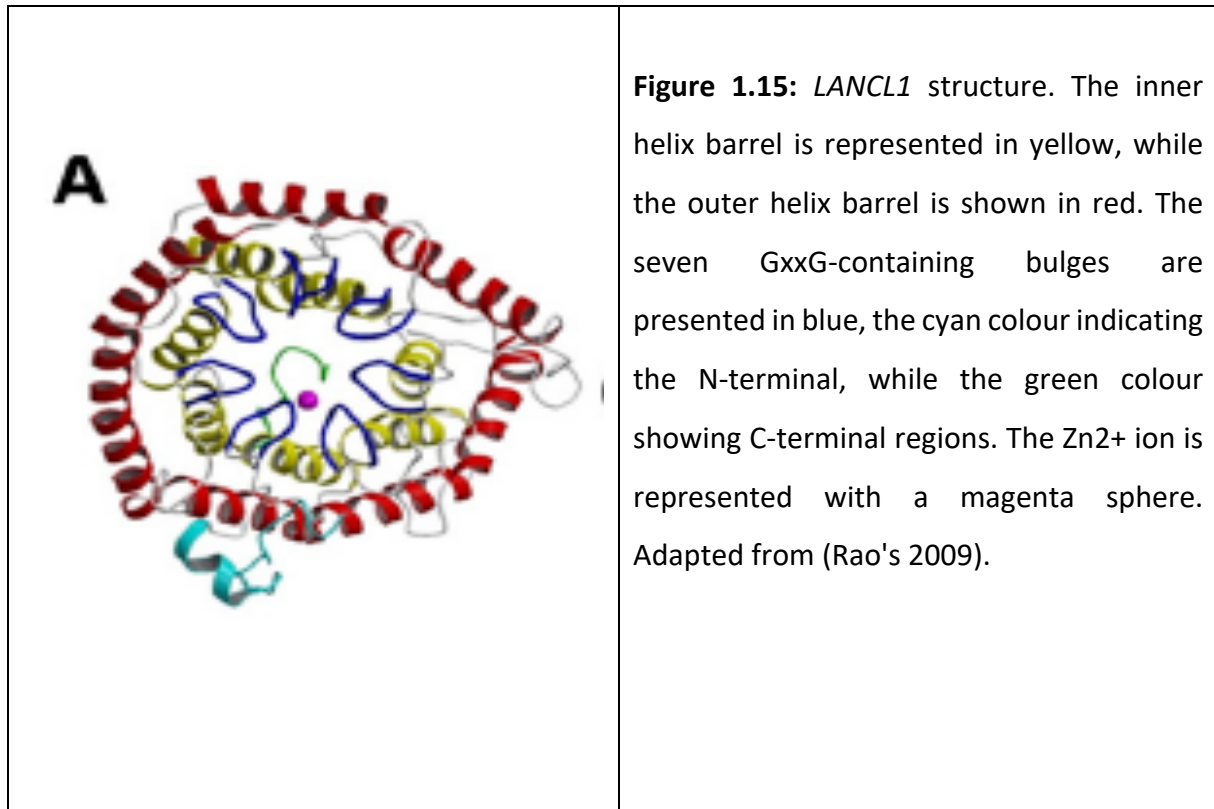 A
Figure 1.15: LANCL1 structure. The inner
helix barrel is represented in yellow, while
the outer helix barrel is shown in red. The
seven GxxG-containing bulges are
presented in blue, the cyan colour indicating
the N-terminal, while the green colour
showing C-terminal regions. The Zn2+ ion is
represented with a magenta sphere.
Adapted from (Rao's 2009).